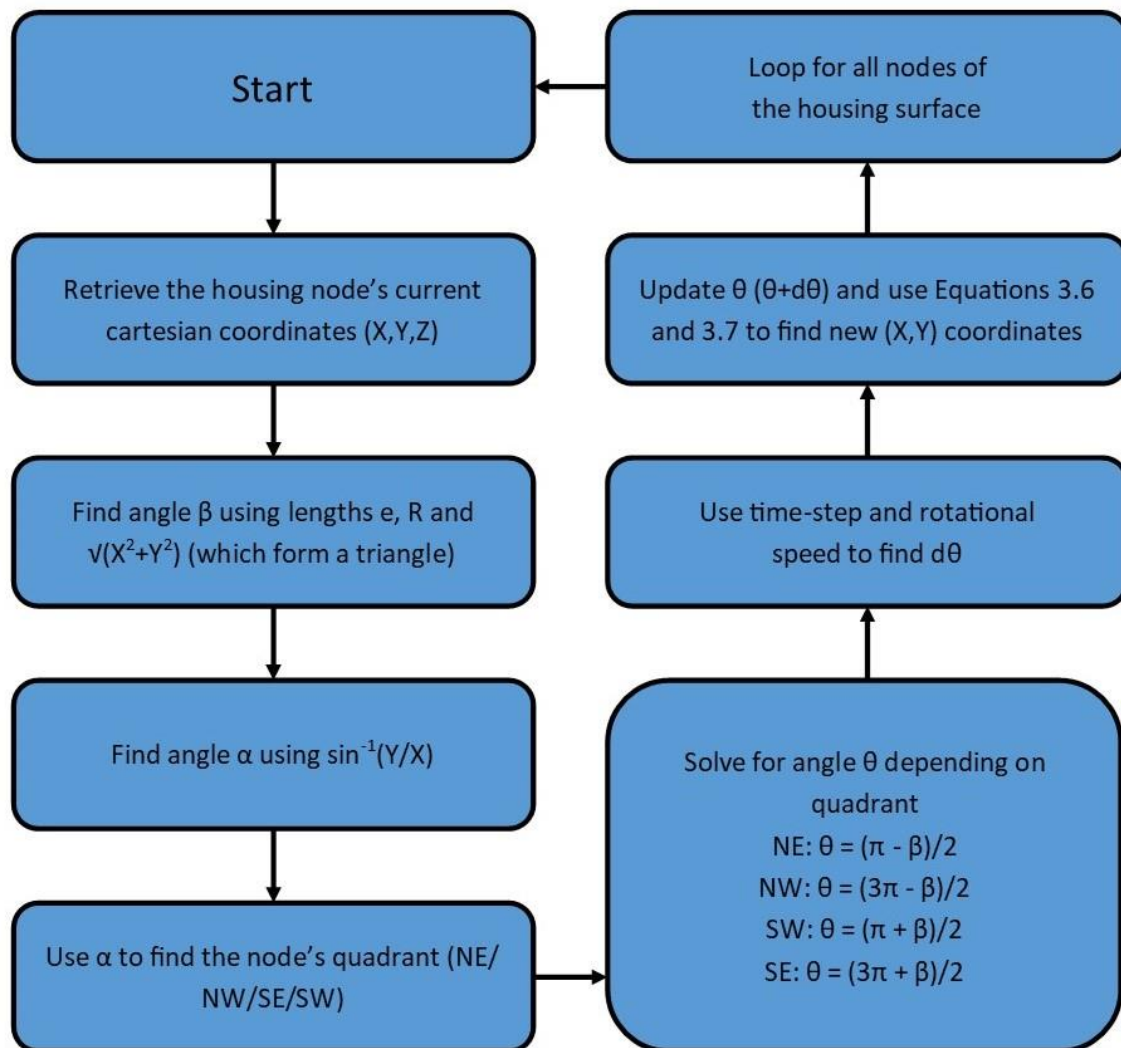 Start
Retrieve the housing node’s current
cartesian coordinates (X,Y,Z)
Find angle β using lengths e, R and
√(X²+Y²) (which form a triangle)
Find angle α using sin⁻¹(Y/X)
Use α to find the node’s quadrant (NE/
NW/SE/SW)
Solve for angle θ depending on
quadrant
NE: θ = (π - β)/2
NW: θ = (3π - β)/2
SW: θ = (π + β)/2
SE: θ = (3π + β)/2
Use time-step and rotational
speed to find dθ
Update θ (θ+dθ) and use Equations 3.6
and 3.7 to find new (X,Y) coordinates
Loop for all nodes of
the housing surface